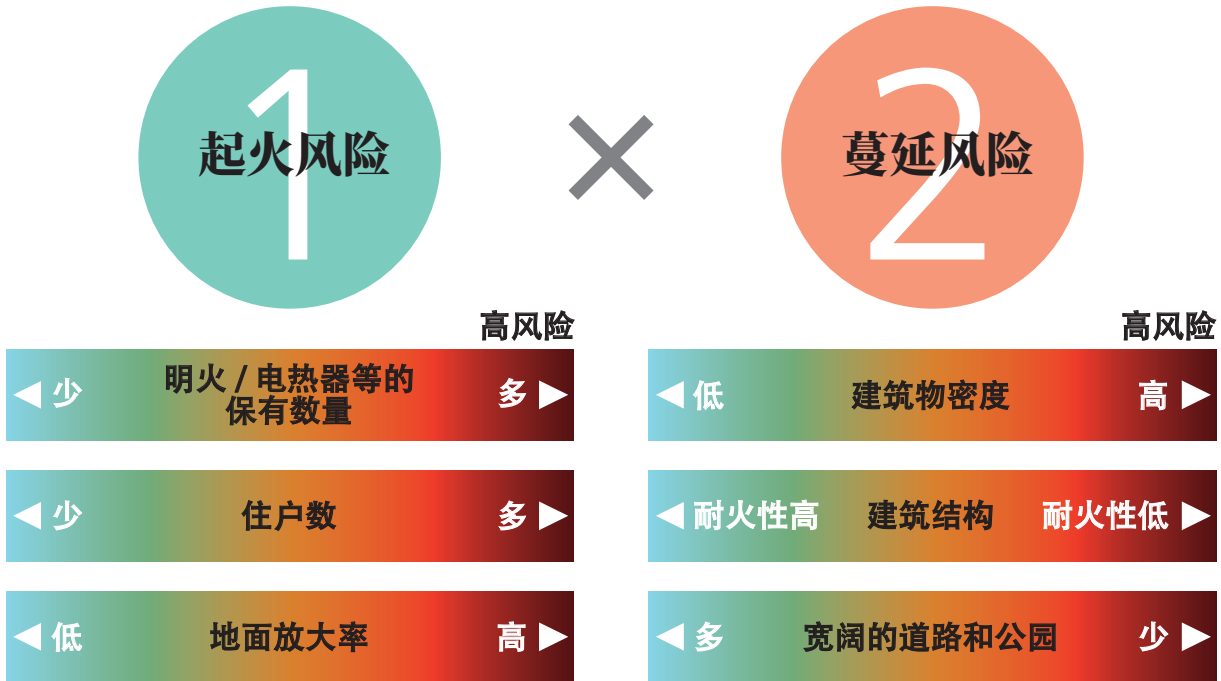 1
起火风险
×
2
蔓延风险
高风险
少 明火 / 电热器等的 多
保有数量
少 住户数 多
低 地面放大率 高
高风险
低 建筑物密度 高
耐火性高 建筑结构 耐火性低
多 宽阔的道路和公园 少